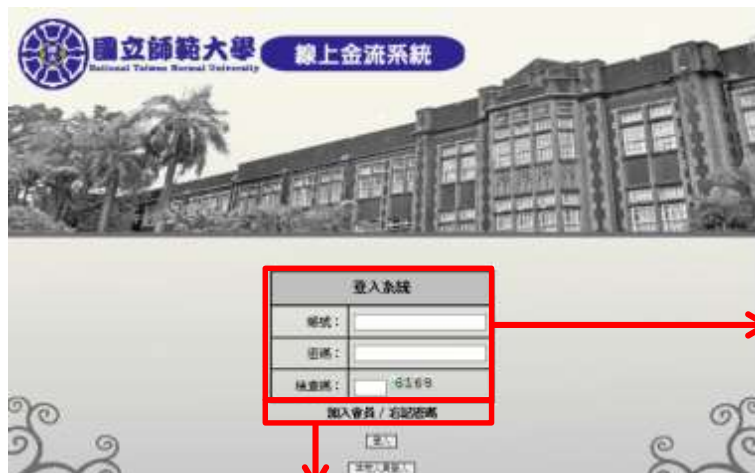 國立師範大學 線上金流系統
National Taiwan Normal University
登入系統
帳號：
密碼：
檢查碼： 6168
加入會員 / 忘記密碼
登入